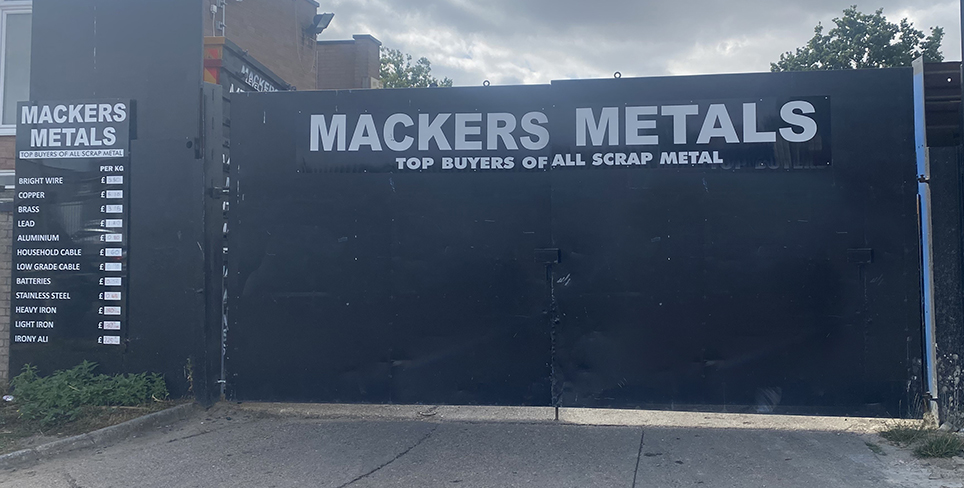 MACKERS
METALS
TOP BUYERS OF ALL SCRAP METAL
PER KG
BRIGHT WIRE £
COPPER £
BRASS £
LEAD £
ALUMINIUM £
HOUSEHOLD CABLE £
LOW GRADE CABLE £
BATTERIES £
STAINLESS STEEL £
HEAVY IRON £
LIGHT IRON £
IRONY ALI £
MACKERS METALS
TOP BUYERS OF ALL SCRAP METAL